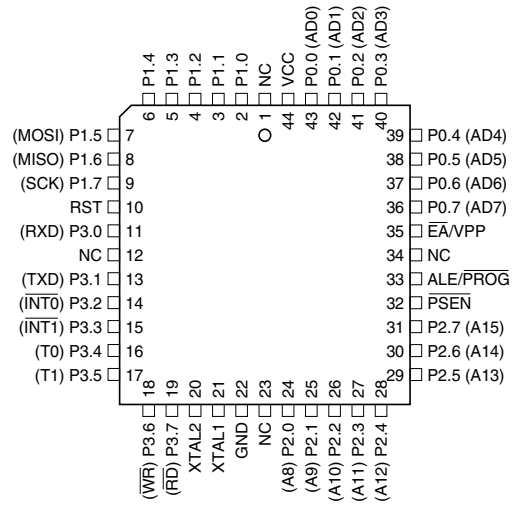 P1.4
P1.3
P1.2
P1.1
P1.0
NC
VCC
P0.0 (AD0)
P0.1 (AD1)
P0.2 (AD2)
P0.3 (AD3)
6
5
4
3
2
1
44
43
42
41
40
(MOSI) P1.5 7
(MISO) P1.6 8
(SCK) P1.7 9
RST 10
(RXD) P3.0 11
NC 12
(TXD) P3.1 13
(I̅N̅T̅0̅) P3.2 14
(I̅N̅T̅1̅) P3.3 15
(T0) P3.4 16
(T1) P3.5 17
39 P0.4 (AD4)
38 P0.5 (AD5)
37 P0.6 (AD6)
36 P0.7 (AD7)
35 E̅A̅/VPP
34 NC
33 ALE/P̅R̅O̅G̅
32 P̅S̅E̅N̅
31 P2.7 (A15)
30 P2.6 (A14)
29 P2.5 (A13)
18
19
20
21
22
23
24
25
26
27
28
(W̅R̅) P3.6
(R̅D̅) P3.7
XTAL2
XTAL1
GND
NC
(A8) P2.0
(A9) P2.1
(A10) P2.2
(A11) P2.3
(A12) P2.4